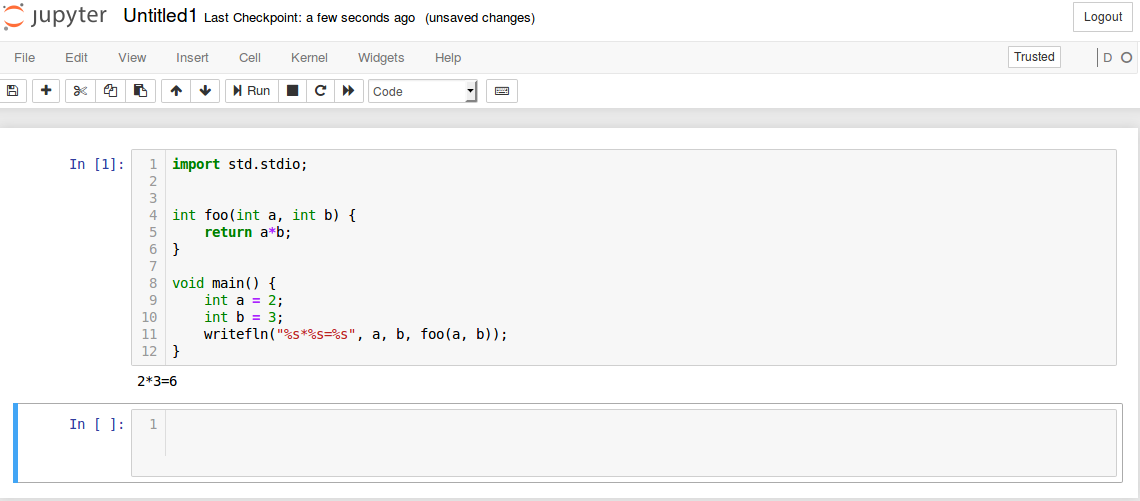 jupyter Untitled1 Last Checkpoint: a few seconds ago (unsaved changes) Logout
File Edit View Insert Cell Kernel Widgets Help Trusted D
Run Code
In [1]:
1 import std.stdio;
2
3
4 int foo(int a, int b) {
5     return a*b;
6 }
7
8 void main() {
9     int a = 2;
10     int b = 3;
11     writefln("%s*%s=%s", a, b, foo(a, b));
12 }
2*3=6
In [ ]:
1